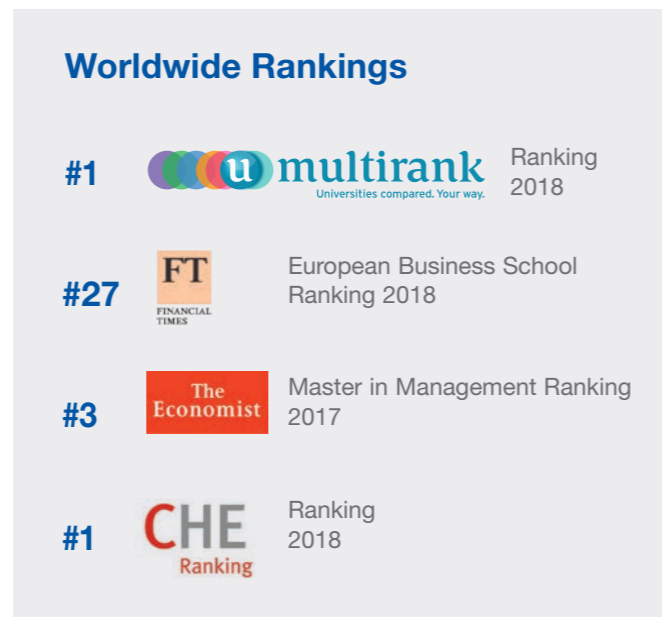 Worldwide Rankings
#1
u multirank
Universities compared. Your way.
Ranking
2018
#27
FT
FINANCIAL
TIMES
European Business School
Ranking 2018
#3
The
Economist
Master in Management Ranking
2017
#1
CHE
Ranking
Ranking
2018